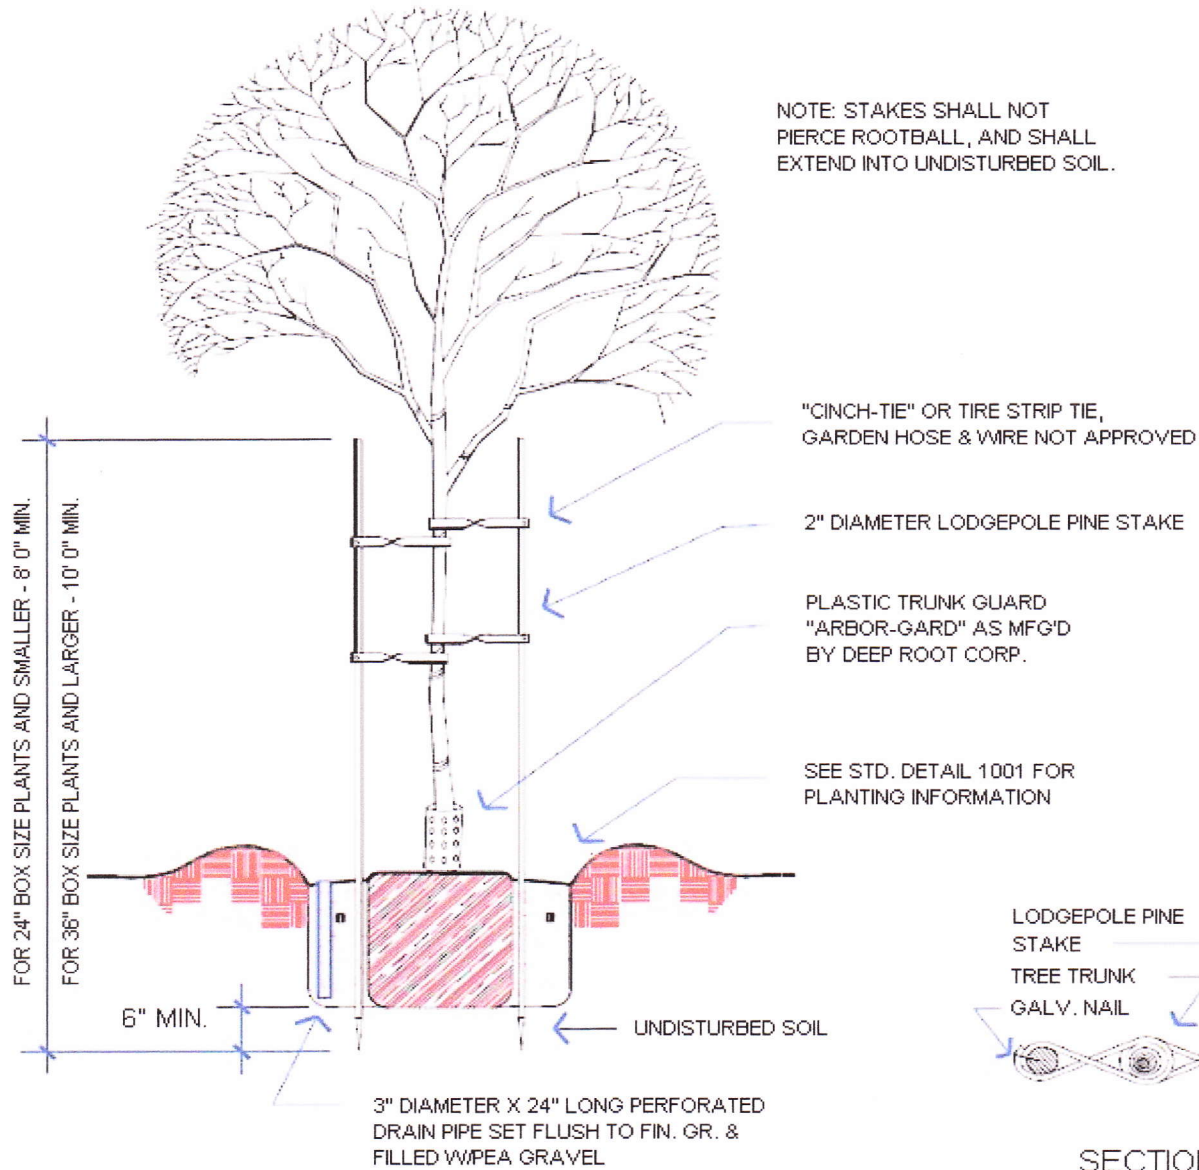 NOTE: STAKES SHALL NOT
PIERCE ROOTBALL, AND SHALL
EXTEND INTO UNDISTURBED SOIL.
"CINCH-TIE" OR TIRE STRIP TIE,
GARDEN HOSE & WIRE NOT APPROVED
2" DIAMETER LODGEPOLE PINE STAKE
PLASTIC TRUNK GUARD
"ARBOR-GARD" AS MFG'D
BY DEEP ROOT CORP.
SEE STD. DETAIL 1001 FOR
PLANTING INFORMATION
FOR 24" BOX SIZE PLANTS AND SMALLER - 8' 0" MIN.
FOR 36" BOX SIZE PLANTS AND LARGER - 10' 0" MIN.
6" MIN.
UNDISTURBED SOIL
LODGEPOLE PINE
STAKE
TREE TRUNK
GALV. NAIL
3" DIAMETER X 24" LONG PERFORATED
DRAIN PIPE SET FLUSH TO FIN. GR. &
FILLED W/PEA GRAVEL
SECTION